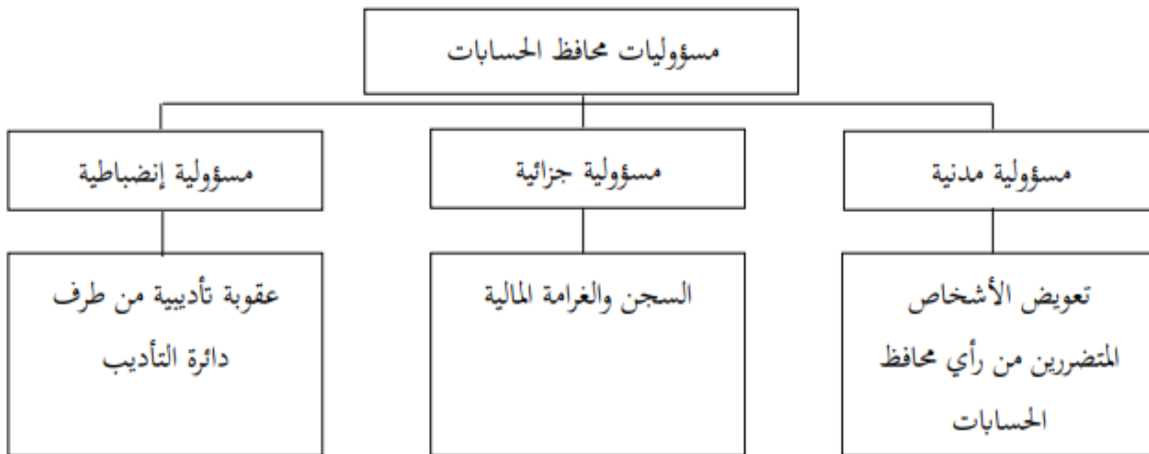 مسؤوليات محافظ الحسابات
مسؤولية مدنية
مسؤولية جزائية
مسؤولية إنضباطية
تعويض الأشخاص
المتضررين من رأي محافظ
الحسابات
السجن والغرامة المالية
عقوبة تأديبية من طرف
دائرة التأديب